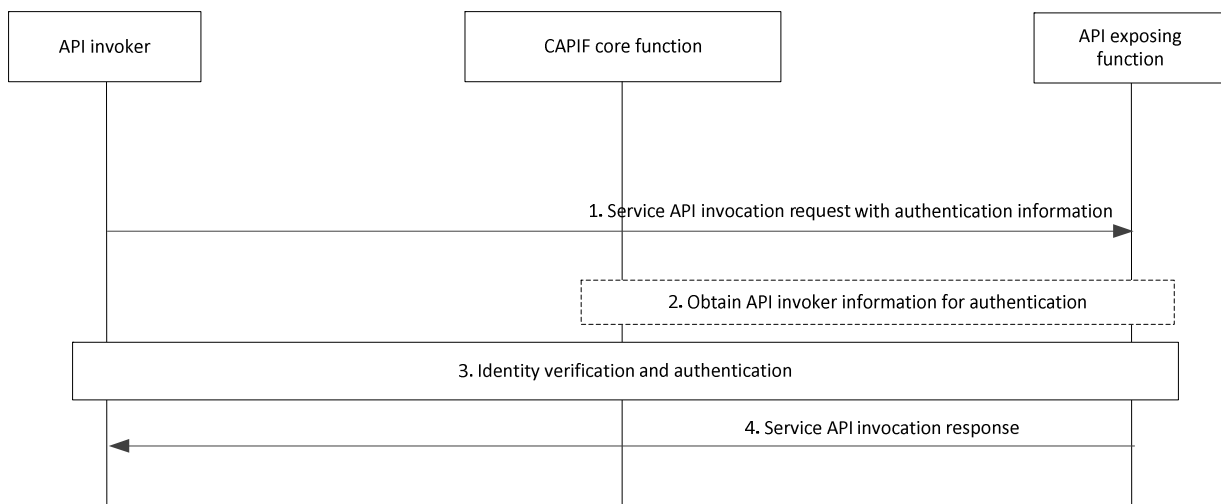 API invoker
CAPIF core function
API exposing
function
1. Service API invocation request with authentication information
2. Obtain API invoker information for authentication
3. Identity verification and authentication
4. Service API invocation response